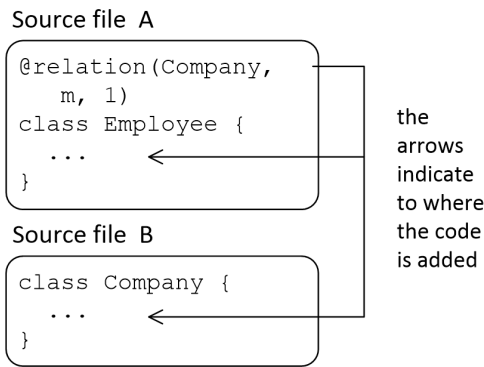 Source file A
@relation(Company,
m, 1)
class Employee {
...
}
Source file B
class Company {
...
}
the
arrows
indicate
to where
the code
is added